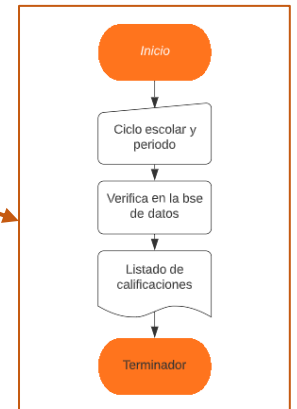 Inicio
Ciclo escolar y
periodo
Verifica en la bse
de datos
Listado de
calificaciones
Terminador